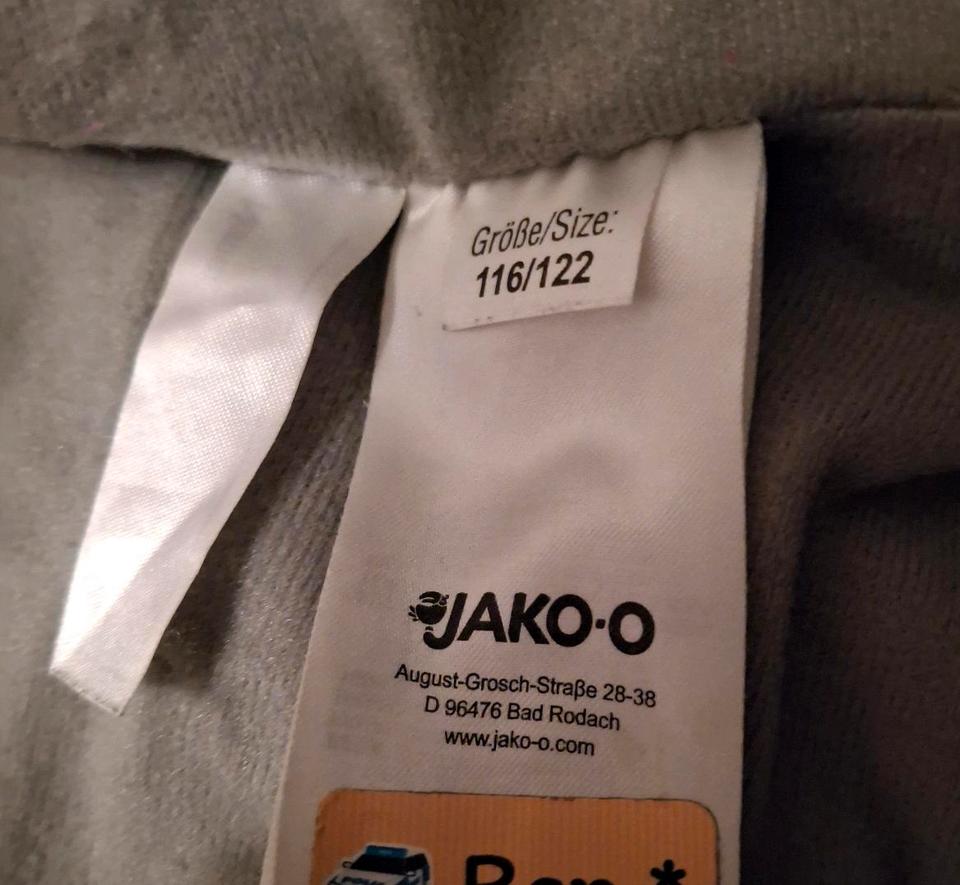 Größe/Size:
116/122
JAKO-O
August-Grosch-Straße 28-38
D 96476 Bad Rodach
www.jako-o.com